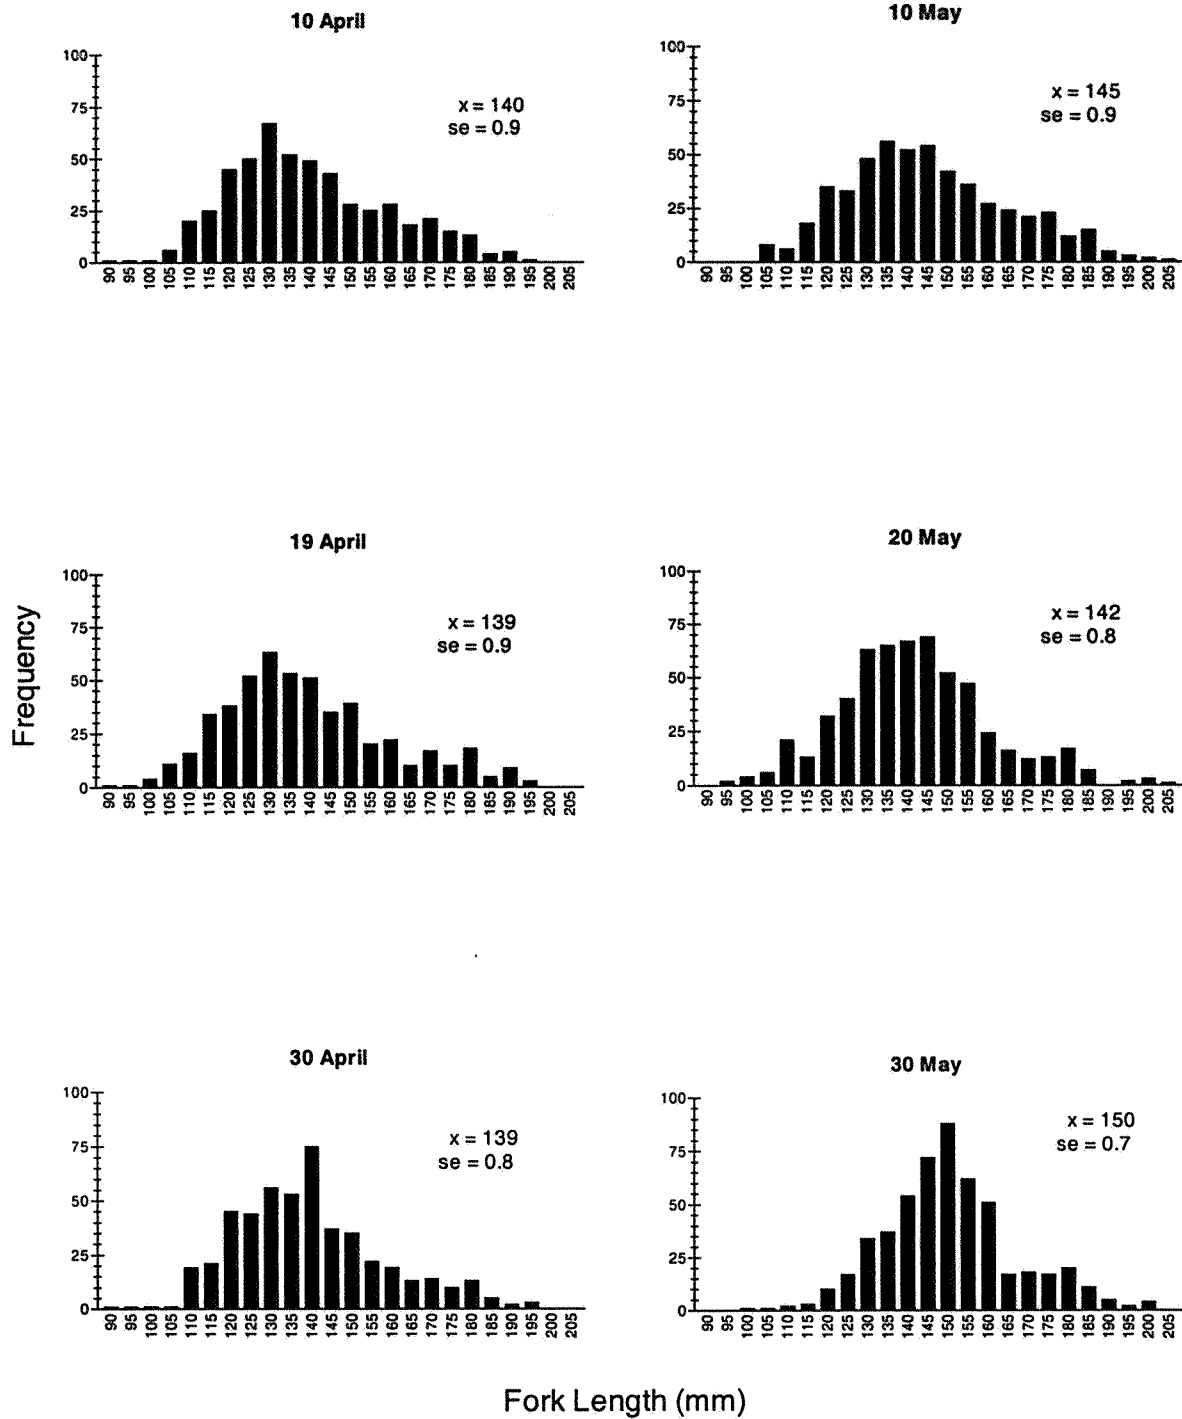 10 April
100
75
50
25
0
x = 140
se = 0.9
90 95 100 105 110 115 120 125 130 135 140 145 150 155 160 165 170 175 180 185 190 195 200 205
10 May
100
75
50
25
0
x = 145
se = 0.9
90 95 100 105 110 115 120 125 130 135 140 145 150 155 160 165 170 175 180 185 190 195 200 205
Frequency
19 April
100
75
50
25
0
x = 139
se = 0.9
90 95 100 105 110 115 120 125 130 135 140 145 150 155 160 165 170 175 180 185 190 195 200 205
20 May
100
75
50
25
0
x = 142
se = 0.8
90 95 100 105 110 115 120 125 130 135 140 145 150 155 160 165 170 175 180 185 190 195 200 205
30 April
100
75
50
25
0
x = 139
se = 0.8
90 95 100 105 110 115 120 125 130 135 140 145 150 155 160 165 170 175 180 185 190 195 200 205
30 May
100
75
50
25
0
x = 150
se = 0.7
90 95 100 105 110 115 120 125 130 135 140 145 150 155 160 165 170 175 180 185 190 195 200 205
Fork Length (mm)